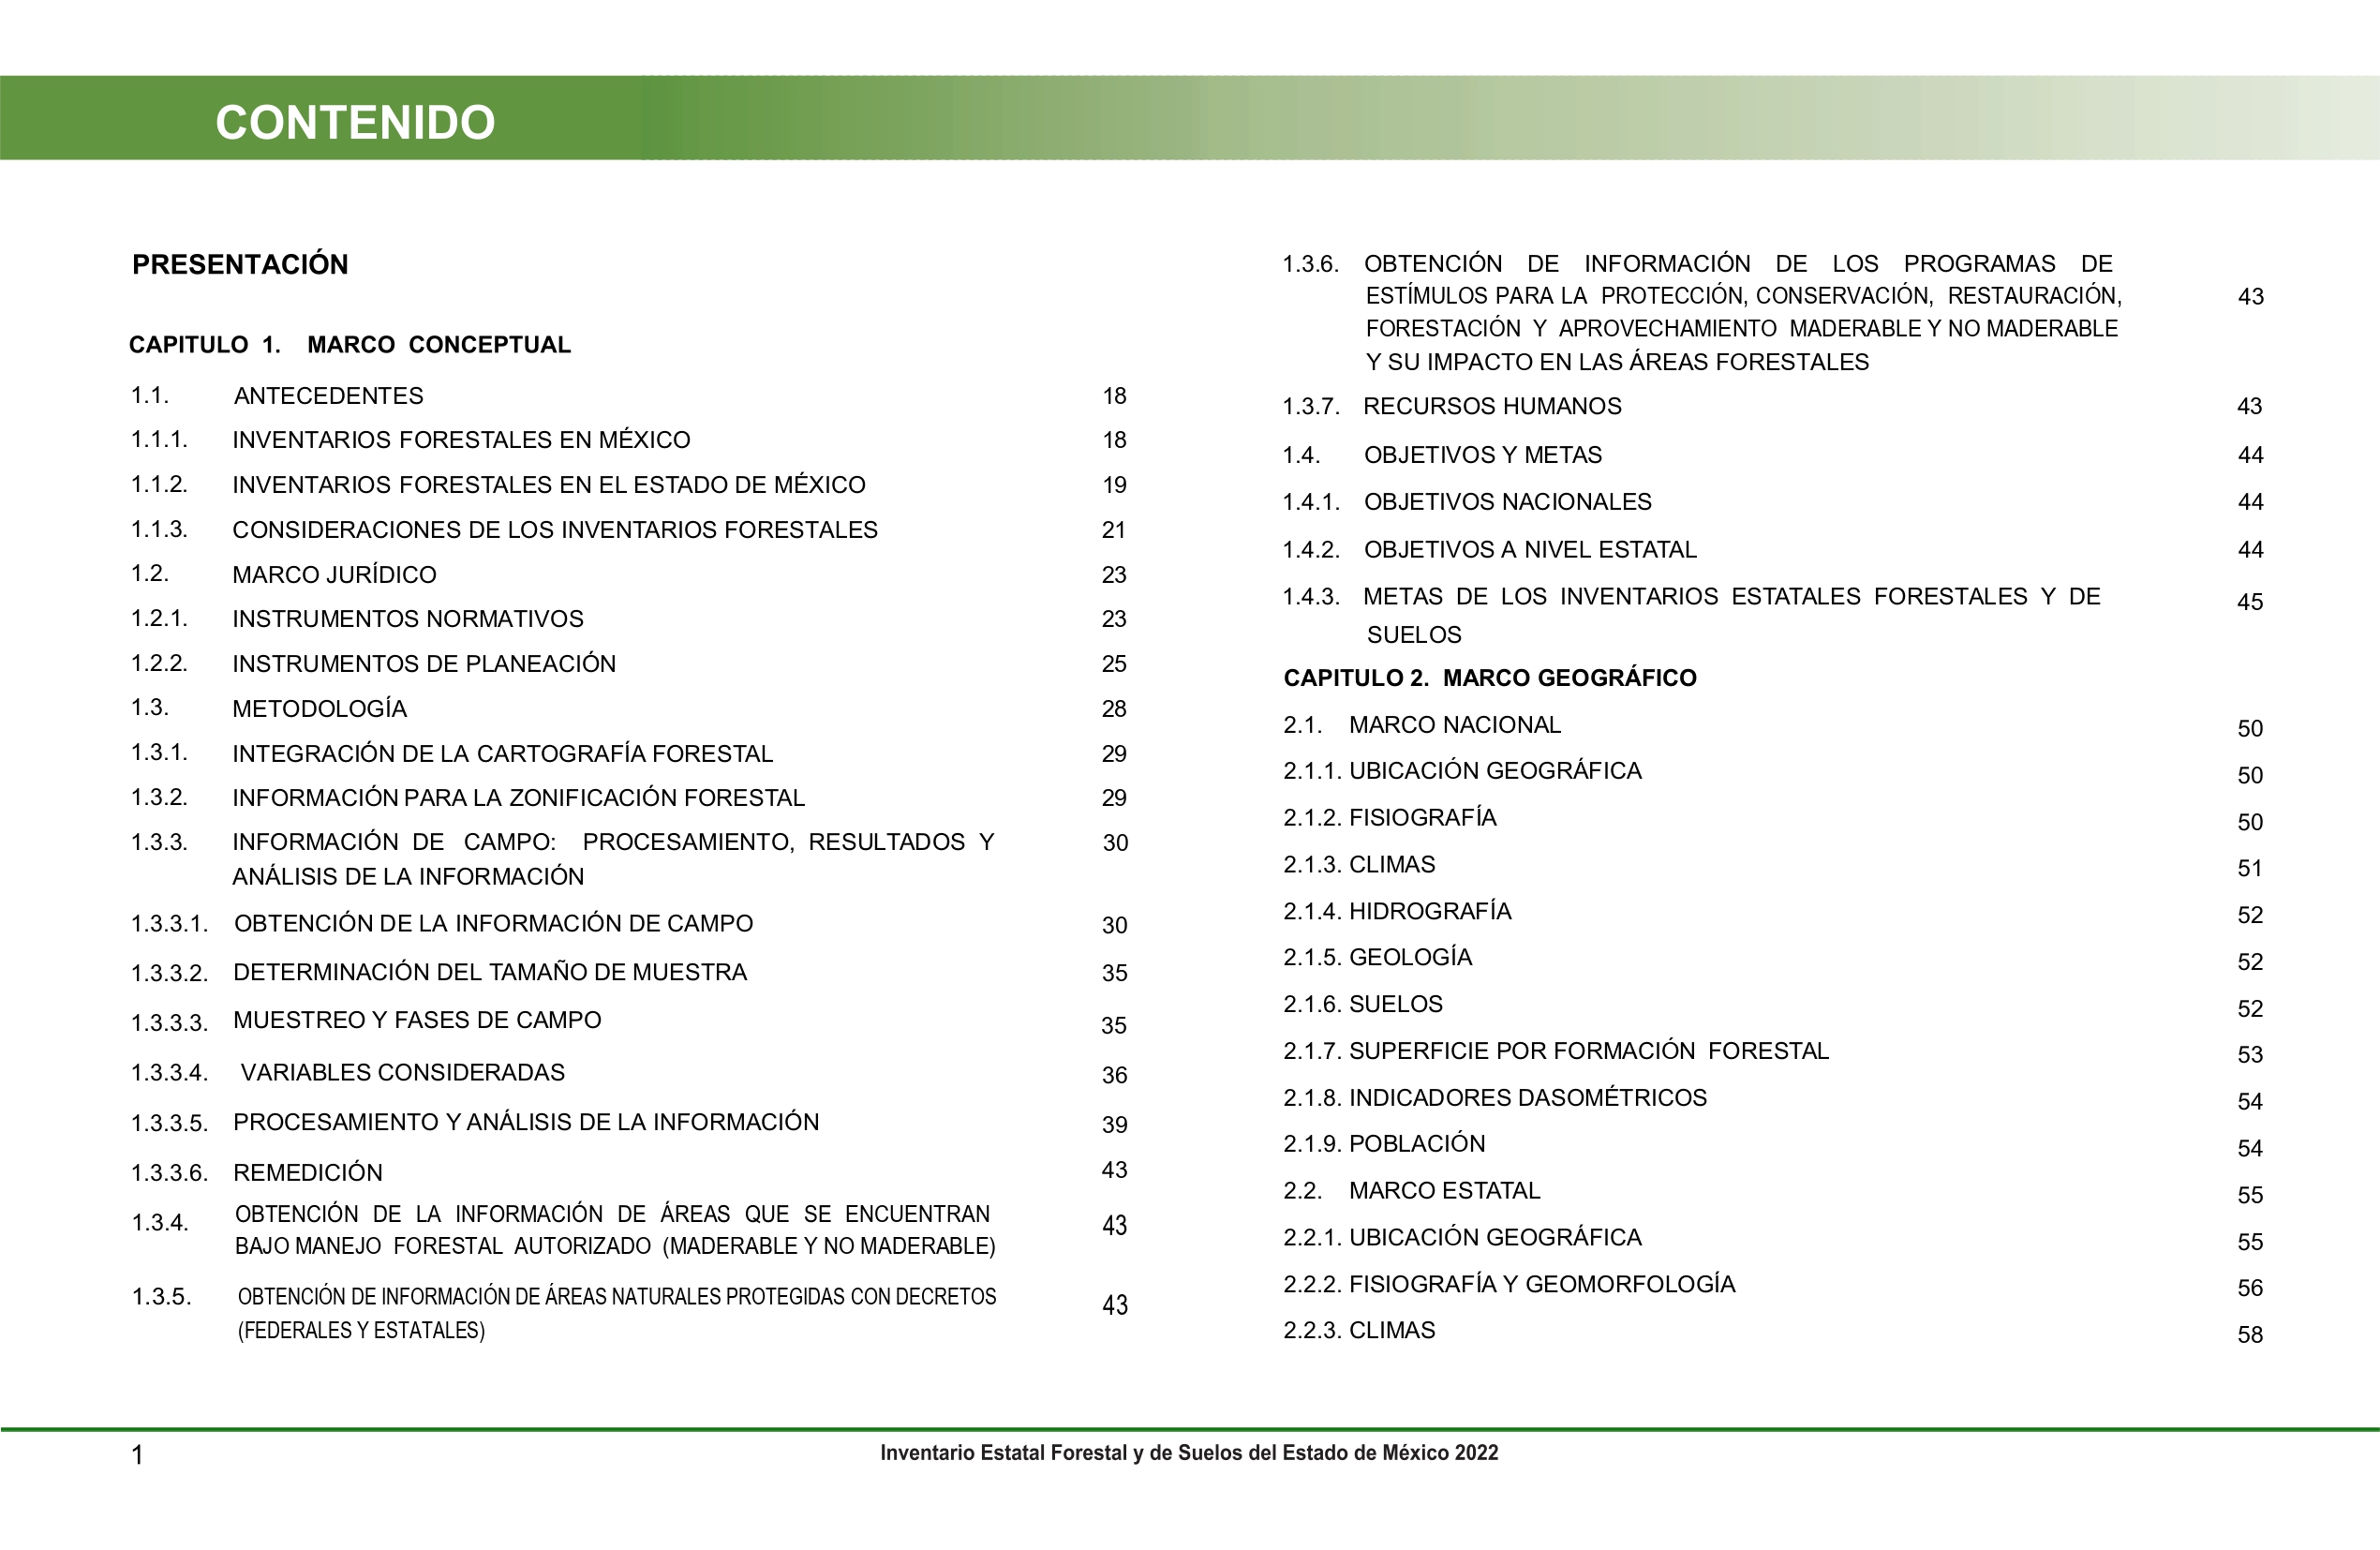 CONTENIDO
PRESENTACIÓN
CAPITULO 1. MARCO CONCEPTUAL
1.1. ANTECEDENTES 18
1.1.1. INVENTARIOS FORESTALES EN MÉXICO 18
1.1.2. INVENTARIOS FORESTALES EN EL ESTADO DE MÉXICO 19
1.1.3. CONSIDERACIONES DE LOS INVENTARIOS FORESTALES 21
1.2. MARCO JURÍDICO 23
1.2.1. INSTRUMENTOS NORMATIVOS 23
1.2.2. INSTRUMENTOS DE PLANEACIÓN 25
1.3. METODOLOGÍA 28
1.3.1. INTEGRACIÓN DE LA CARTOGRAFÍA FORESTAL 29
1.3.2. INFORMACIÓN PARA LA ZONIFICACIÓN FORESTAL 29
1.3.3. INFORMACIÓN DE CAMPO: PROCESAMIENTO, RESULTADOS Y 30
ANÁLISIS DE LA INFORMACIÓN
1.3.3.1. OBTENCIÓN DE LA INFORMACIÓN DE CAMPO 30
1.3.3.2. DETERMINACIÓN DEL TAMAÑO DE MUESTRA 35
1.3.3.3. MUESTREO Y FASES DE CAMPO 35
1.3.3.4. VARIABLES CONSIDERADAS 36
1.3.3.5. PROCESAMIENTO Y ANÁLISIS DE LA INFORMACIÓN 39
1.3.3.6. REMEDICIÓN 43
1.3.4. OBTENCIÓN DE LA INFORMACIÓN DE ÁREAS QUE SE ENCUENTRAN 43
BAJO MANEJO FORESTAL AUTORIZADO (MADERABLE Y NO MADERABLE)
1.3.5. OBTENCIÓN DE INFORMACIÓN DE ÁREAS NATURALES PROTEGIDAS CON DECRETOS 43
(FEDERALES Y ESTATALES)
1.3.6. OBTENCIÓN DE INFORMACIÓN DE LOS PROGRAMAS DE
ESTÍMULOS PARA LA PROTECCIÓN, CONSERVACIÓN, RESTAURACIÓN, 43
FORESTACIÓN Y APROVECHAMIENTO MADERABLE Y NO MADERABLE
Y SU IMPACTO EN LAS ÁREAS FORESTALES
1.3.7. RECURSOS HUMANOS 43
1.4. OBJETIVOS Y METAS 44
1.4.1. OBJETIVOS NACIONALES 44
1.4.2. OBJETIVOS A NIVEL ESTATAL 44
1.4.3. METAS DE LOS INVENTARIOS ESTATALES FORESTALES Y DE 45
SUELOS
CAPITULO 2. MARCO GEOGRÁFICO
2.1. MARCO NACIONAL 50
2.1.1. UBICACIÓN GEOGRÁFICA 50
2.1.2. FISIOGRAFÍA 50
2.1.3. CLIMAS 51
2.1.4. HIDROGRAFÍA 52
2.1.5. GEOLOGÍA 52
2.1.6. SUELOS 52
2.1.7. SUPERFICIE POR FORMACIÓN FORESTAL 53
2.1.8. INDICADORES DASOMÉTRICOS 54
2.1.9. POBLACIÓN 54
2.2. MARCO ESTATAL 55
2.2.1. UBICACIÓN GEOGRÁFICA 55
2.2.2. FISIOGRAFÍA Y GEOMORFOLOGÍA 56
2.2.3. CLIMAS 58
1 Inventario Estatal Forestal y de Suelos del Estado de México 2022